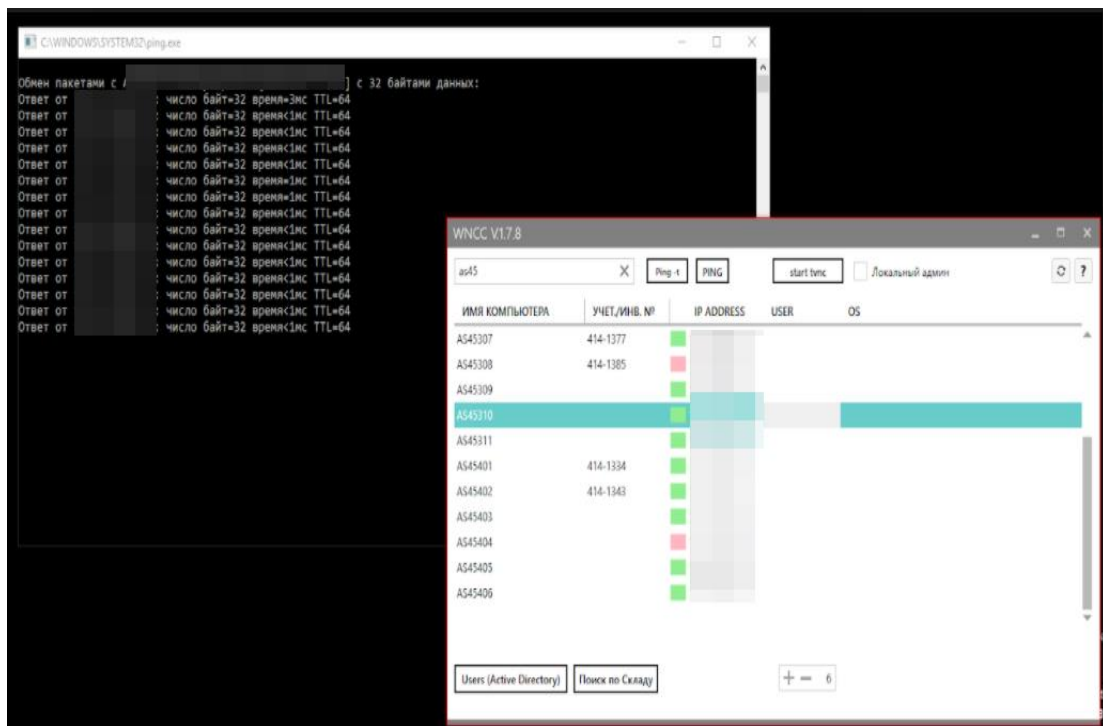 C:\WINDOWS\SYSTEM32\ping.exe
Обмен пакетами с ] с 32 байтами данных:
Ответ от : число байт=32 время=3мс TTL=64
Ответ от : число байт=32 время<1мс TTL=64
Ответ от : число байт=32 время<1мс TTL=64
Ответ от : число байт=32 время<1мс TTL=64
Ответ от : число байт=32 время<1мс TTL=64
Ответ от : число байт=32 время<1мс TTL=64
Ответ от : число байт=32 время=1мс TTL=64
Ответ от : число байт=32 время<1мс TTL=64
Ответ от : число байт=32 время<1мс TTL=64
Ответ от : число байт=32 время<1мс TTL=64
Ответ от : число байт=32 время<1мс TTL=64
Ответ от : число байт=32 время<1мс TTL=64
Ответ от : число байт=32 время<1мс TTL=64
Ответ от : число байт=32 время<1мс TTL=64
Ответ от : число байт=32 время<1мс TTL=64
WNCC V.1.7.8
as45 Ping -t PING start tvnc Локальный админ ?
ИМЯ КОМПЬЮТЕРА УЧЕТ./ИНВ. № IP ADDRESS USER OS
AS45307 414-1377
AS45308 414-1385
AS45309
AS45310
AS45311
AS45401 414-1334
AS45402 414-1343
AS45403
AS45404
AS45405
AS45406
Users (Active Directory) Поиск по Складу + − 6